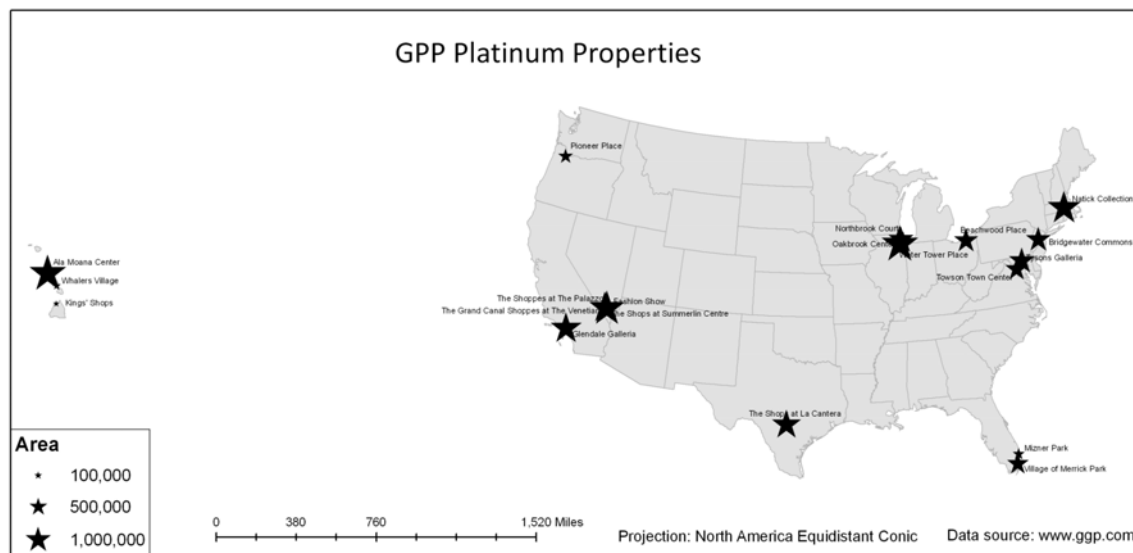 GPP Platinum Properties
Pioneer Place
Natick Collection
Northbrook Court
Beachwood Place
Oakbrook Center
Water Tower Place
Bridgewater Commons
Tysons Galleria
Towson Town Center
Ala Moana Center
Whalers Village
Kings' Shops
The Shoppes at The Palazzo
Fashion Show
The Grand Canal Shoppes at The Venetian
The Shops at Summerlin Centre
Glendale Galleria
The Shops at La Cantera
Mizner Park
Village of Merrick Park
Area
100,000
500,000
1,000,000
0 380 760 1,520 Miles
Projection: North America Equidistant Conic
Data source: www.ggp.com